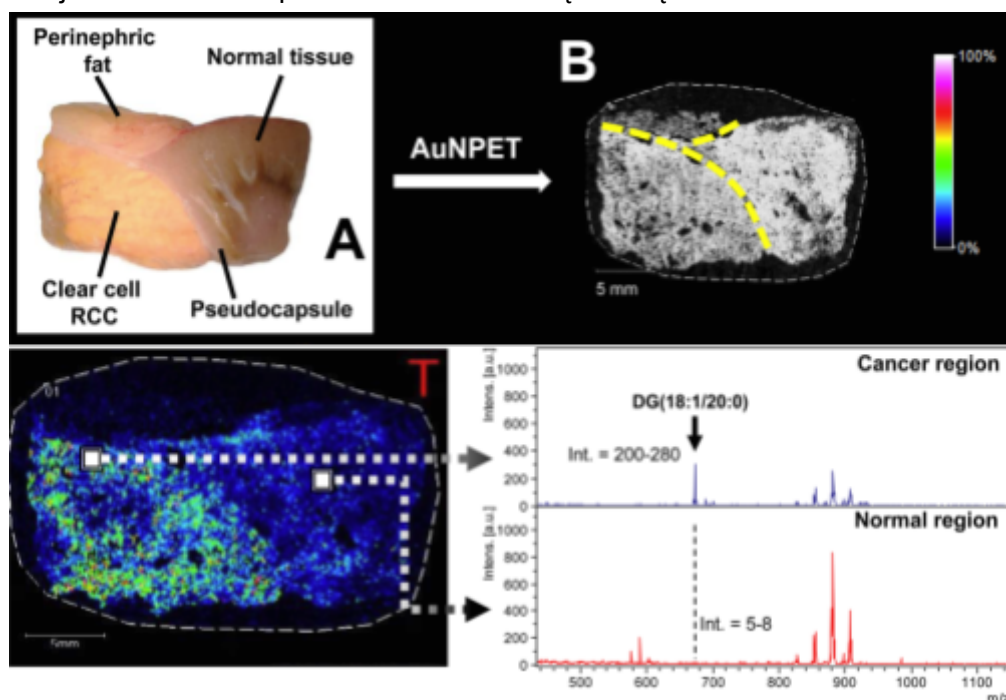 Perinephric
fat
Normal tissue
A
Clear cell
RCC
Pseudocapsule
AuNPET
B
100%
0%
5 mm
01
T
5mm
Cancer region
Intens. [a.u.]
1000
800
600
400
200
0
DG(18:1/20:0)
Int. = 200-280
Normal region
Intens. [a.u.]
1000
800
600
400
200
0
Int. = 5-8
500 600 700 800 900 1000 1100